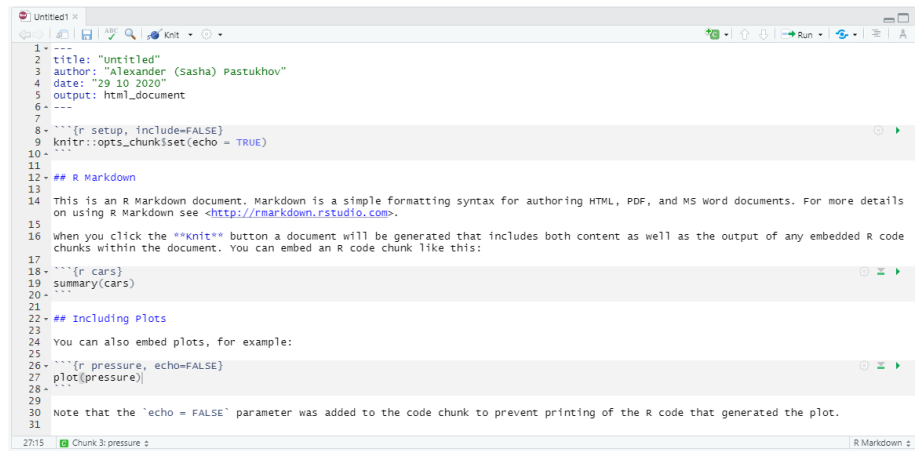 Untitled1
ABC Knit Run
1 ---
2 title: "Untitled"
3 author: "Alexander (Sasha) Pastukhov"
4 date: "29 10 2020"
5 output: html_document
6 ---
7
8 ```{r setup, include=FALSE}
9 knitr::opts_chunk$set(echo = TRUE)
10 ```
11
12 ## R Markdown
13
14 This is an R Markdown document. Markdown is a simple formatting syntax for authoring HTML, PDF, and MS Word documents. For more details
on using R Markdown see <http://rmarkdown.rstudio.com>.
15
16 When you click the **Knit** button a document will be generated that includes both content as well as the output of any embedded R code
chunks within the document. You can embed an R code chunk like this:
17
18 ```{r cars}
19 summary(cars)
20 ```
21
22 ## Including Plots
23
24 You can also embed plots, for example:
25
26 ```{r pressure, echo=FALSE}
27 plot(pressure)
28 ```
29
30 Note that the `echo = FALSE` parameter was added to the code chunk to prevent printing of the R code that generated the plot.
31
27:15 C Chunk 3: pressure R Markdown